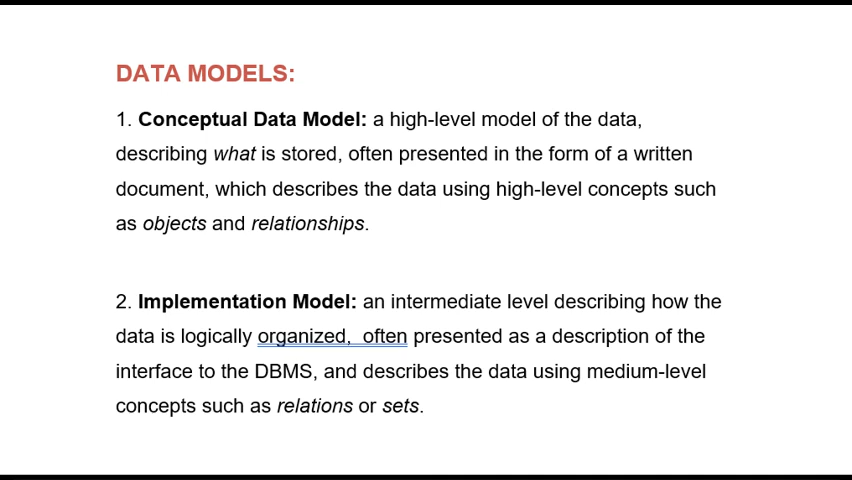 DATA MODELS:
1. Conceptual Data Model: a high-level model of the data,
describing what is stored, often presented in the form of a written
document, which describes the data using high-level concepts such
as objects and relationships.
2. Implementation Model: an intermediate level describing how the
data is logically organized,  often presented as a description of the
interface to the DBMS, and describes the data using medium-level
concepts such as relations or sets.